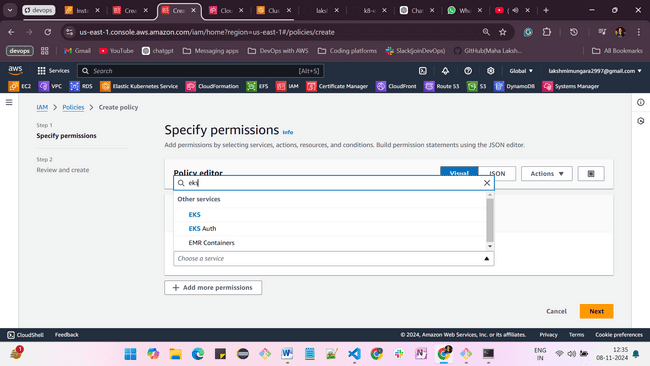 devops
Insta
Crea
Crea
Cloud
Clust
laksh
k8-
Chat
What
us-east-1.console.aws.amazon.com/iam/home?region=us-east-1#/policies/create
devops
Gmail
YouTube
chatgpt
Messaging apps
DevOps with AWS
Coding platforms
Slack(joinDevOps)
GitHub(Maha Laksh...
All Bookmarks
aws
Services
Search
[Alt+S]
Global
lakshmimungara2997@gmail.com
EC2
VPC
RDS
Elastic Kubernetes Service
CloudFormation
EFS
IAM
Certificate Manager
CloudFront
Route 53
S3
DynamoDB
Systems Manager
IAM
Policies
Create policy
Step 1
Specify permissions
Step 2
Review and create
Specify permissions Info
Add permissions by selecting services, actions, resources, and conditions. Build permission statements using the JSON editor.
Policy editor
Visual
JSON
Actions
eks
Other services
EKS
EKS Auth
EMR Containers
Choose a service
Add more permissions
Cancel
Next
CloudShell
Feedback
© 2024, Amazon Web Services, Inc. or its affiliates.
Privacy
Terms
Cookie preferences
ENG
IN
12:35
08-11-2024